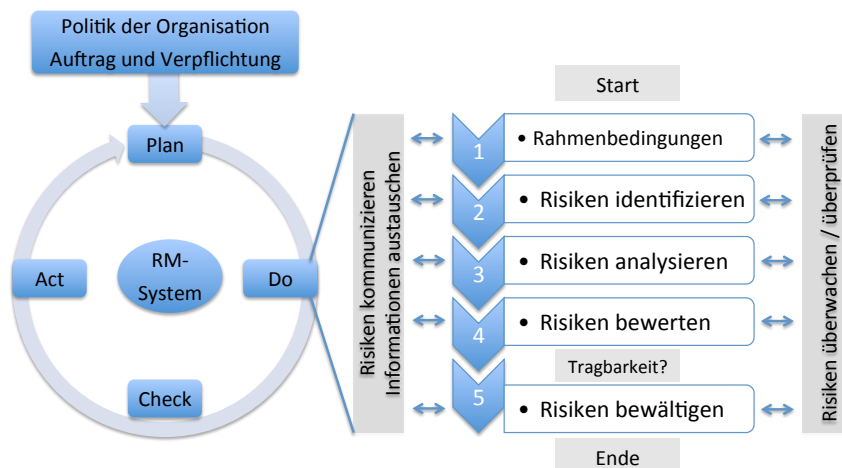 Politik der Organisation
Auftrag und Verpflichtung
Plan
Act
RM-
System
Do
Check
Risiken kommunizieren
Informationen austauschen
Start
1
• Rahmenbedingungen
2
• Risiken identifizieren
3
• Risiken analysieren
4
• Risiken bewerten
Tragbarkeit?
5
• Risiken bewältigen
Ende
Risiken überwachen / überprüfen